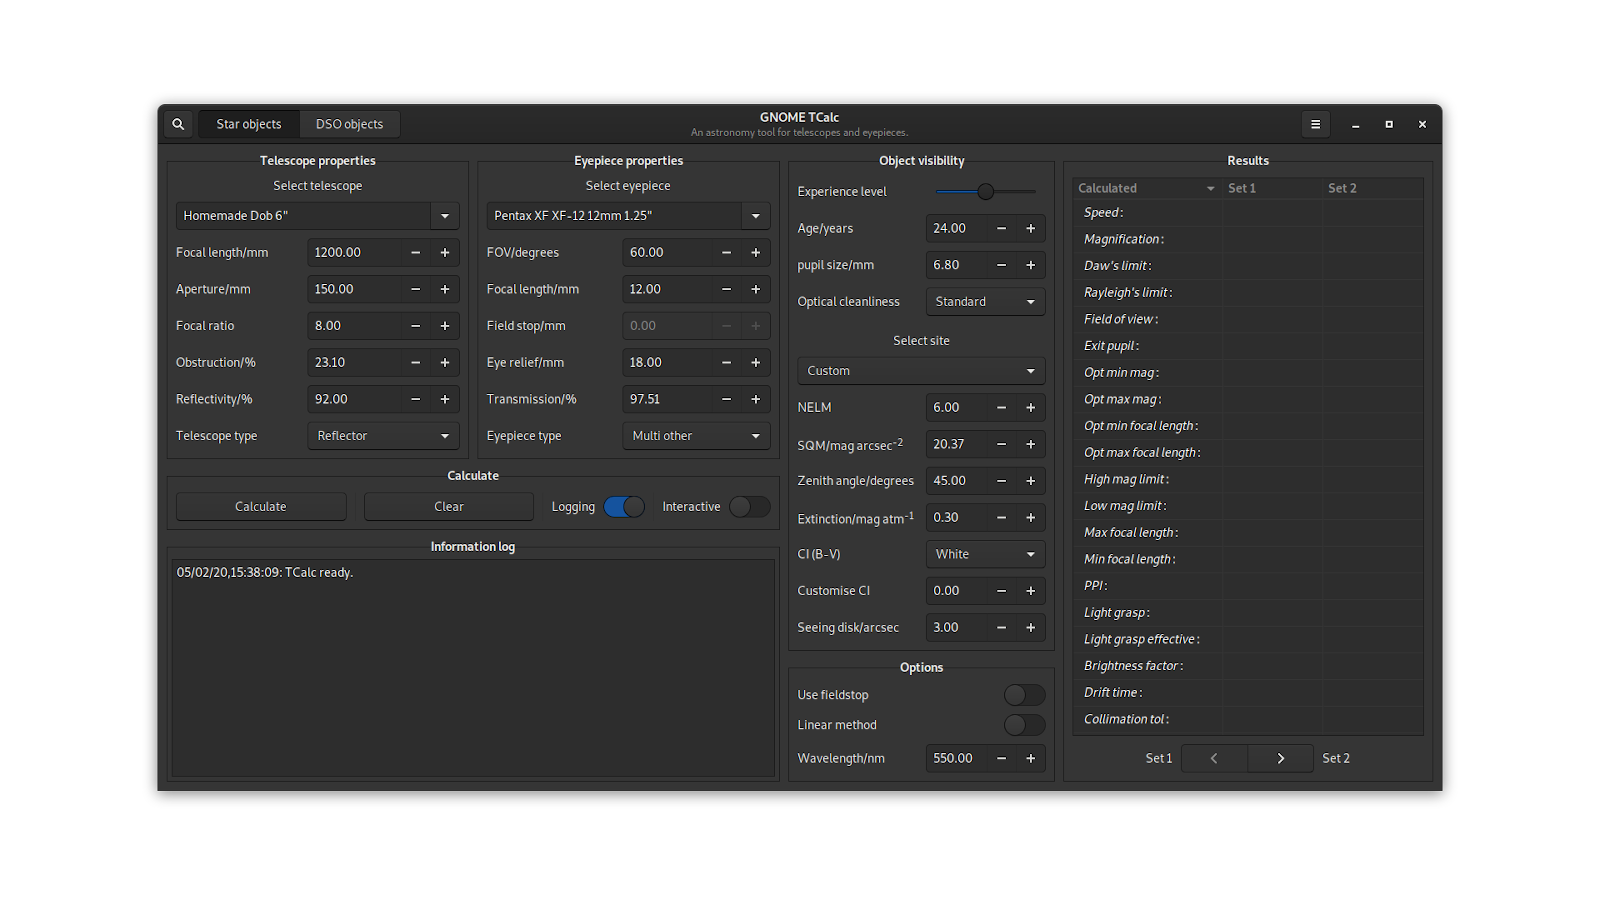 Star objects
DSO objects
GNOME TCalc
An astronomy tool for telescopes and eyepieces.
Telescope properties
Select telescope
Homemade Dob 6"
Focal length/mm 1200.00
Aperture/mm 150.00
Focal ratio 8.00
Obstruction/% 23.10
Reflectivity/% 92.00
Telescope type Reflector
Eyepiece properties
Select eyepiece
Pentax XF XF-12 12mm 1.25"
FOV/degrees 60.00
Focal length/mm 12.00
Field stop/mm 0.00
Eye relief/mm 18.00
Transmission/% 97.51
Eyepiece type Multi other
Calculate
Calculate Clear Logging Interactive
Information log
05/02/20,15:38:09: TCalc ready.
Object visibility
Experience level
Age/years 24.00
pupil size/mm 6.80
Optical cleanliness Standard
Select site
Custom
NELM 6.00
SQM/mag arcsec-2 20.37
Zenith angle/degrees 45.00
Extinction/mag atm-1 0.30
CI (B-V) White
Customise CI 0.00
Seeing disk/arcsec 3.00
Options
Use fieldstop
Linear method
Wavelength/nm 550.00
Results
Calculated Set 1 Set 2
Speed:
Magnification:
Daw's limit:
Rayleigh's limit:
Field of view:
Exit pupil:
Opt min mag:
Opt max mag:
Opt min focal length:
Opt max focal length:
High mag limit:
Low mag limit:
Max focal length:
Min focal length:
PPI:
Light grasp:
Light grasp effective:
Brightness factor:
Drift time:
Collimation tol:
Set 1 Set 2